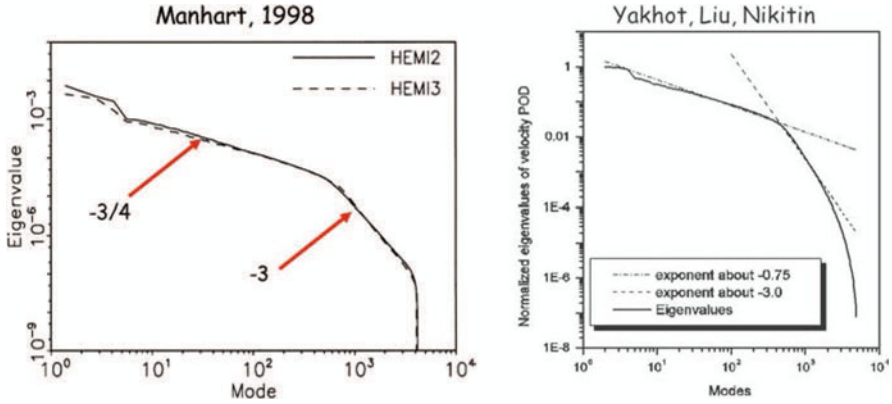 Manhart, 1998
10⁻³
10⁻⁶
10⁻⁹
Eigenvalue
HEMI2
HEMI3
-3/4
-3
10⁰ 10¹ 10² 10³ 10⁴
Mode
Yakhot, Liu, Nikitin
Normalized eigenvalues of velocity POD
1
0.01
1E-4
1E-6
1E-8
exponent about -0.75
exponent about -3.0
Eigenvalues
10⁰ 10¹ 10² 10³ 10⁴
Modes